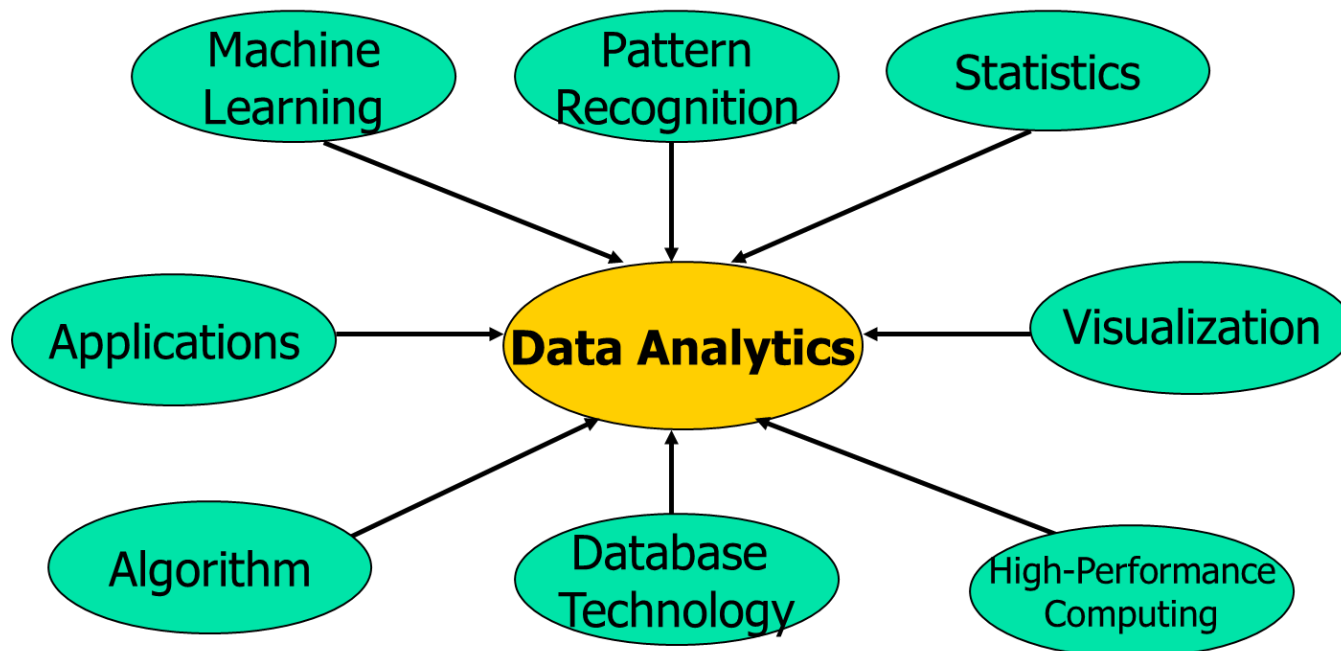 Machine
Learning
Pattern
Recognition
Statistics
Applications
Data Analytics
Visualization
Algorithm
Database
Technology
High-Performance
Computing